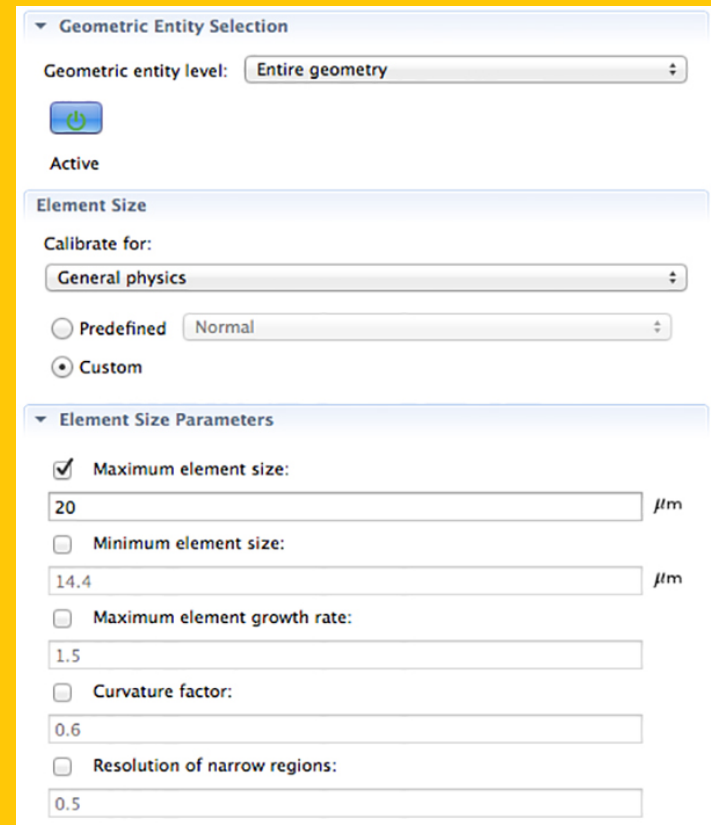 Geometric Entity Selection
Geometric entity level: Entire geometry
Active
Element Size
Calibrate for:
General physics
Predefined Normal
Custom
Element Size Parameters
Maximum element size:
20 μm
Minimum element size:
14.4 μm
Maximum element growth rate:
1.5
Curvature factor:
0.6
Resolution of narrow regions:
0.5